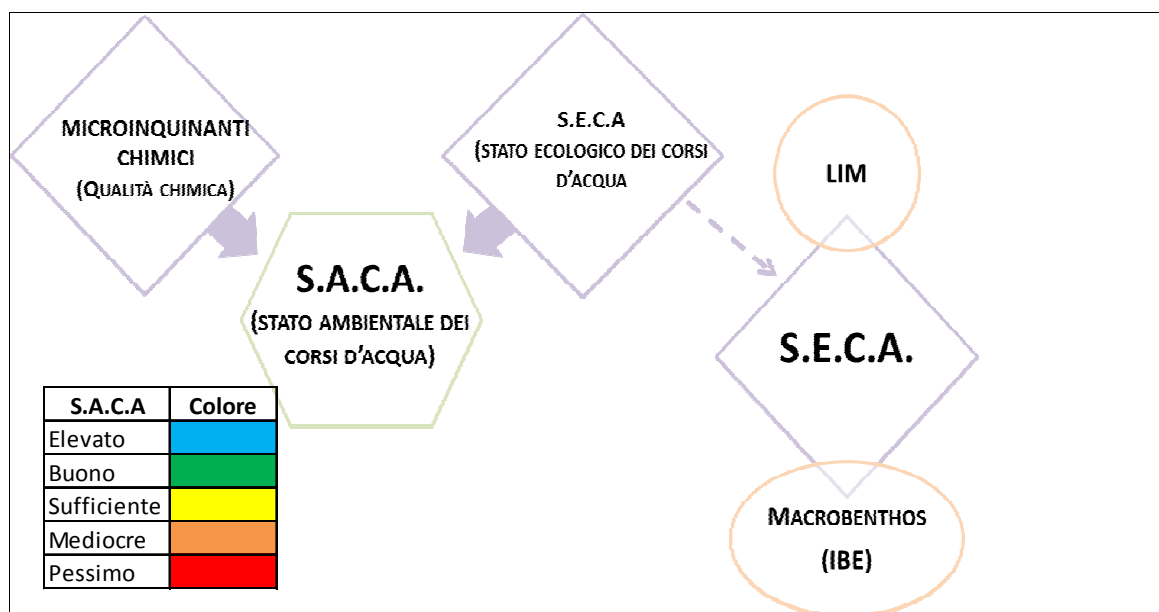 MICROINQUINANTI
CHIMICI
(QUALITÀ CHIMICA)
S.E.C.A
(STATO ECOLOGICO DEI CORSI
D'ACQUA
LIM
S.A.C.A.
(STATO AMBIENTALE DEI
CORSI D'ACQUA)
S.E.C.A.
MACROBENTHOS
(IBE)
S.A.C.A Colore
Elevato
Buono
Sufficiente
Mediocre
Pessimo